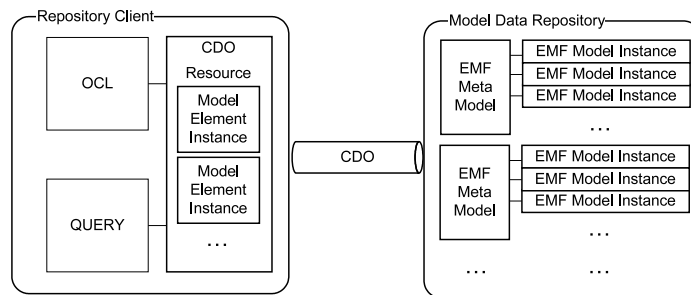 Repository Client
OCL
QUERY
CDO
Resource
Model
Element
Instance
Model
Element
Instance
...
CDO
Model Data Repository
EMF
Meta
Model
EMF Model Instance
EMF Model Instance
EMF Model Instance
...
EMF
Meta
Model
EMF Model Instance
EMF Model Instance
EMF Model Instance
...
...
...